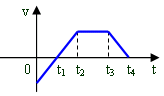 v
0 t₁ t₂ t₃ t₄ t